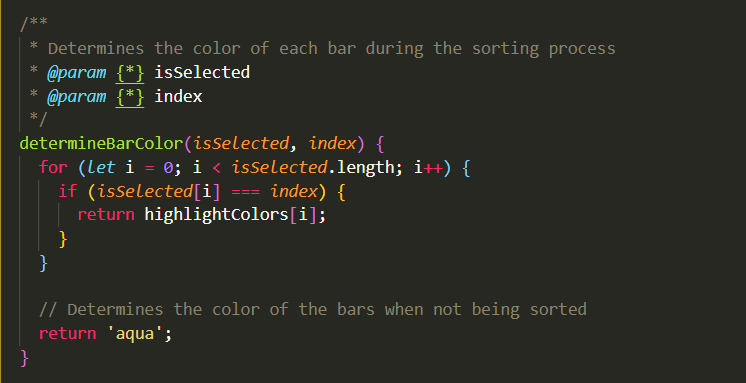 /**
 * Determines the color of each bar during the sorting process
 * @param {*} isSelected
 * @param {*} index
 */
determineBarColor(isSelected, index) {
  for (let i = 0; i < isSelected.length; i++) {
    if (isSelected[i] === index) {
      return highlightColors[i];
    }
  }

  // Determines the color of the bars when not being sorted
  return 'aqua';
}